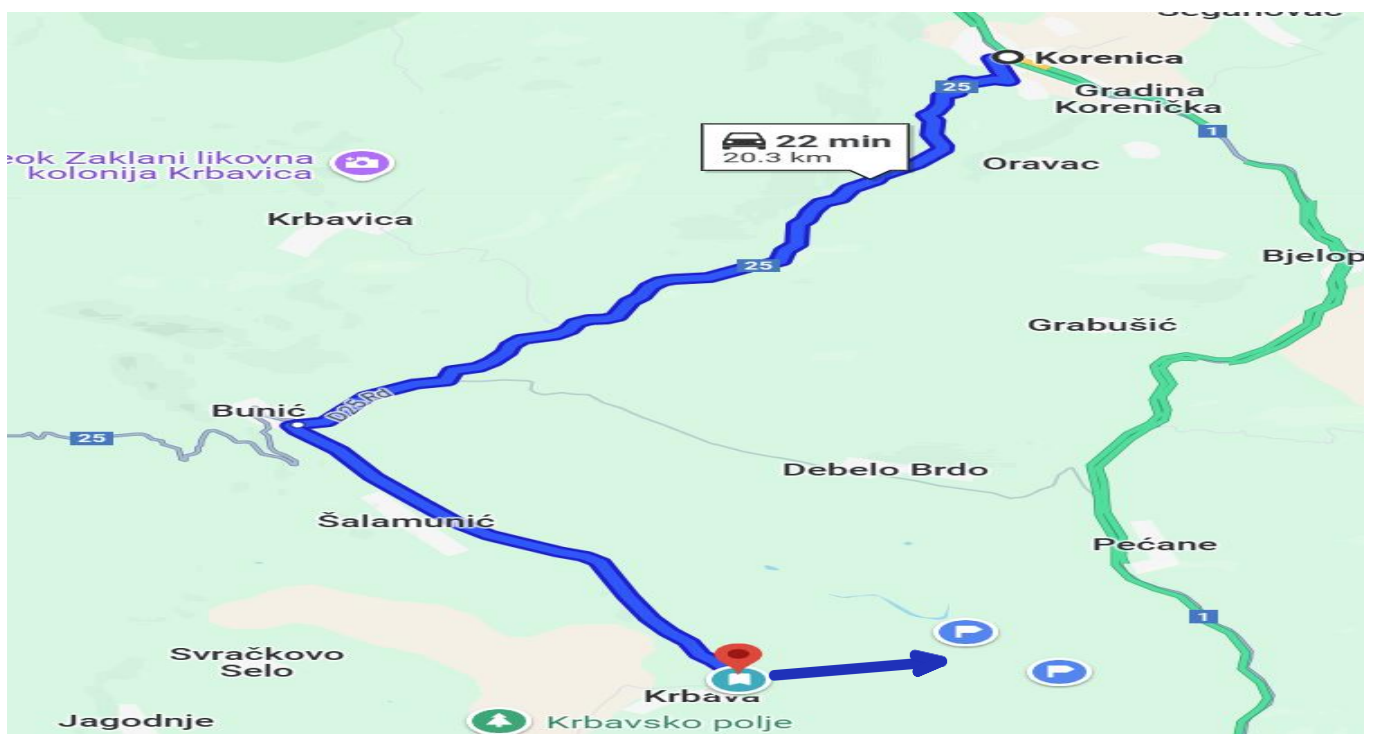 Korenica
25
Gradina
Korenička
1
22 min
20.3 km
eok Zaklani likovna
kolonija Krbavica
Oravac
Krbavica
Bjelop
25
Grabušić
D25 Rd
Bunić
25
Debelo Brdo
Šalamunić
Pećane
1
Svračkovo
Selo
Krbava
Jagodnje
Krbavsko polje